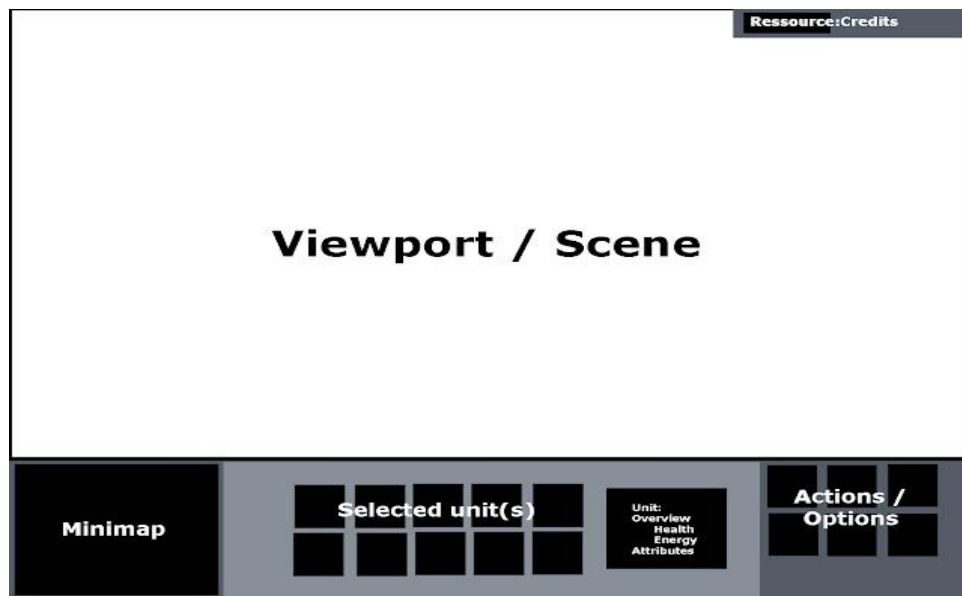 Ressource:Credits
Viewport / Scene
Minimap
Selected unit(s)
Unit:
Overview
Health
Energy
Attributes
Actions /
Options